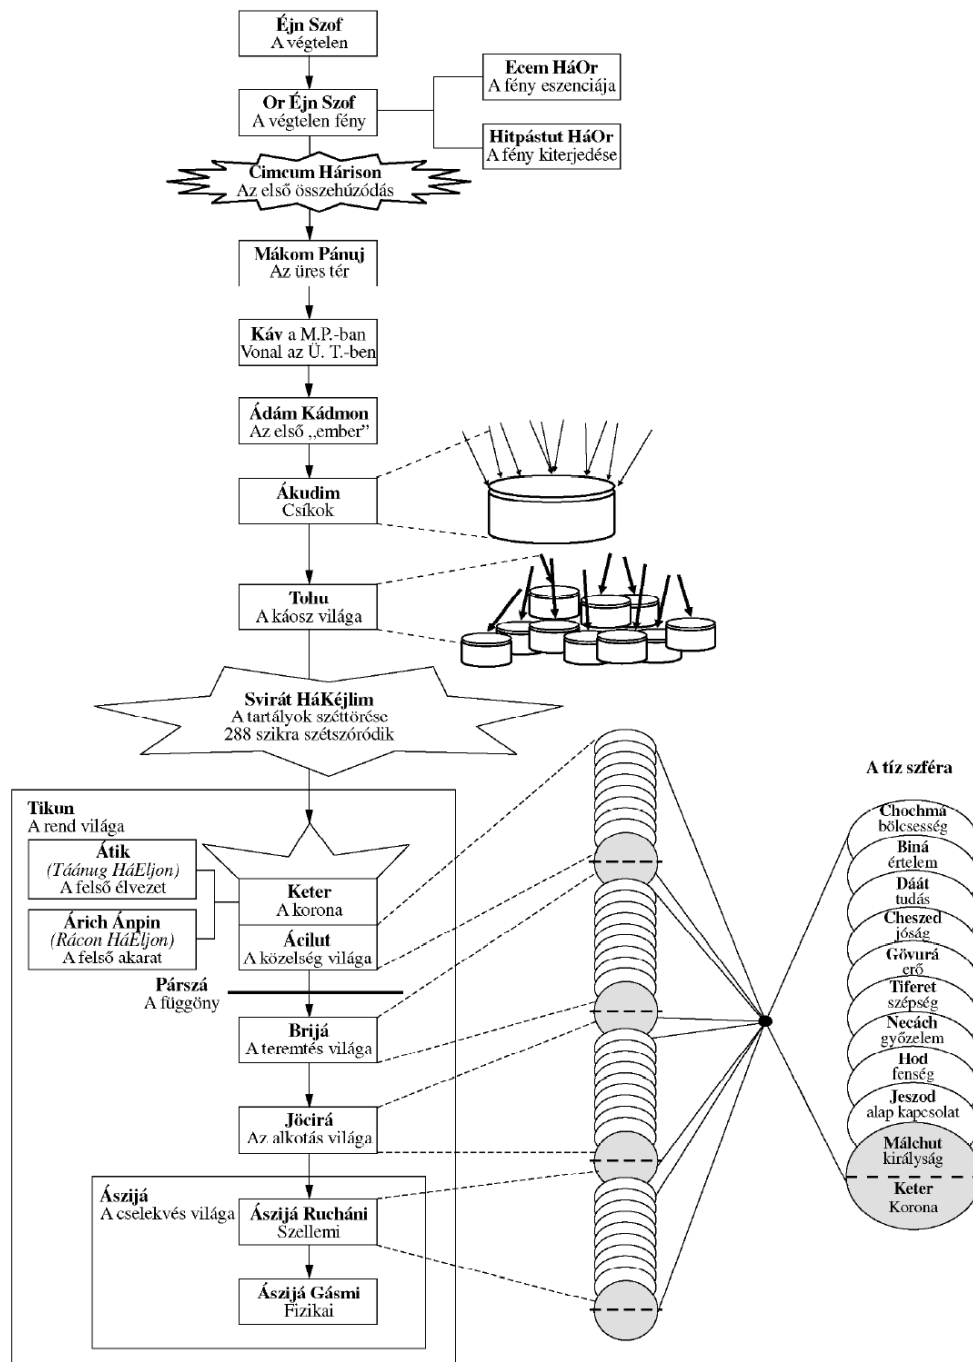 Éjn Szof
A végtelen
Or Éjn Szof
A végtelen fény
Ecem HáOr
A fény eszenciája
Hitpástut HáOr
A fény kiterjedése
Cimcum Hárison
Az első összehúzódás
Mákom Pánuj
Az üres tér
Káv a M.P.-ban
Vonal az Ü. T.-ben
Ádám Kádmon
Az első „ember”
Ákudim
Csíkok
Tohu
A káosz világa
Svirát HáKéjlim
A tartályok széttörése
288 szikra szétszóródik
Tikun
A rend világa
Átik
(Táánug HáEljon)
A felső élvezet
Árich Ánpin
(Rácon HáEljon)
A felső akarat
Keter
A korona
Ácilut
A közelség világa
Párszá
A függöny
Brijá
A teremtés világa
Jöcirá
Az alkotás világa
Ászijá
A cselekvés világa
Ászijá Rucháni
Szellemi
Ászijá Gásmi
Fizikai
A tíz szféra
Chochmá
bölcsesség
Biná
értelem
Dáát
tudás
Cheszed
jóság
Gövurá
erő
Tiferet
szépség
Necách
győzelem
Hod
fenség
Jeszod
alap kapcsolat
Málchut
királyság
Keter
Korona